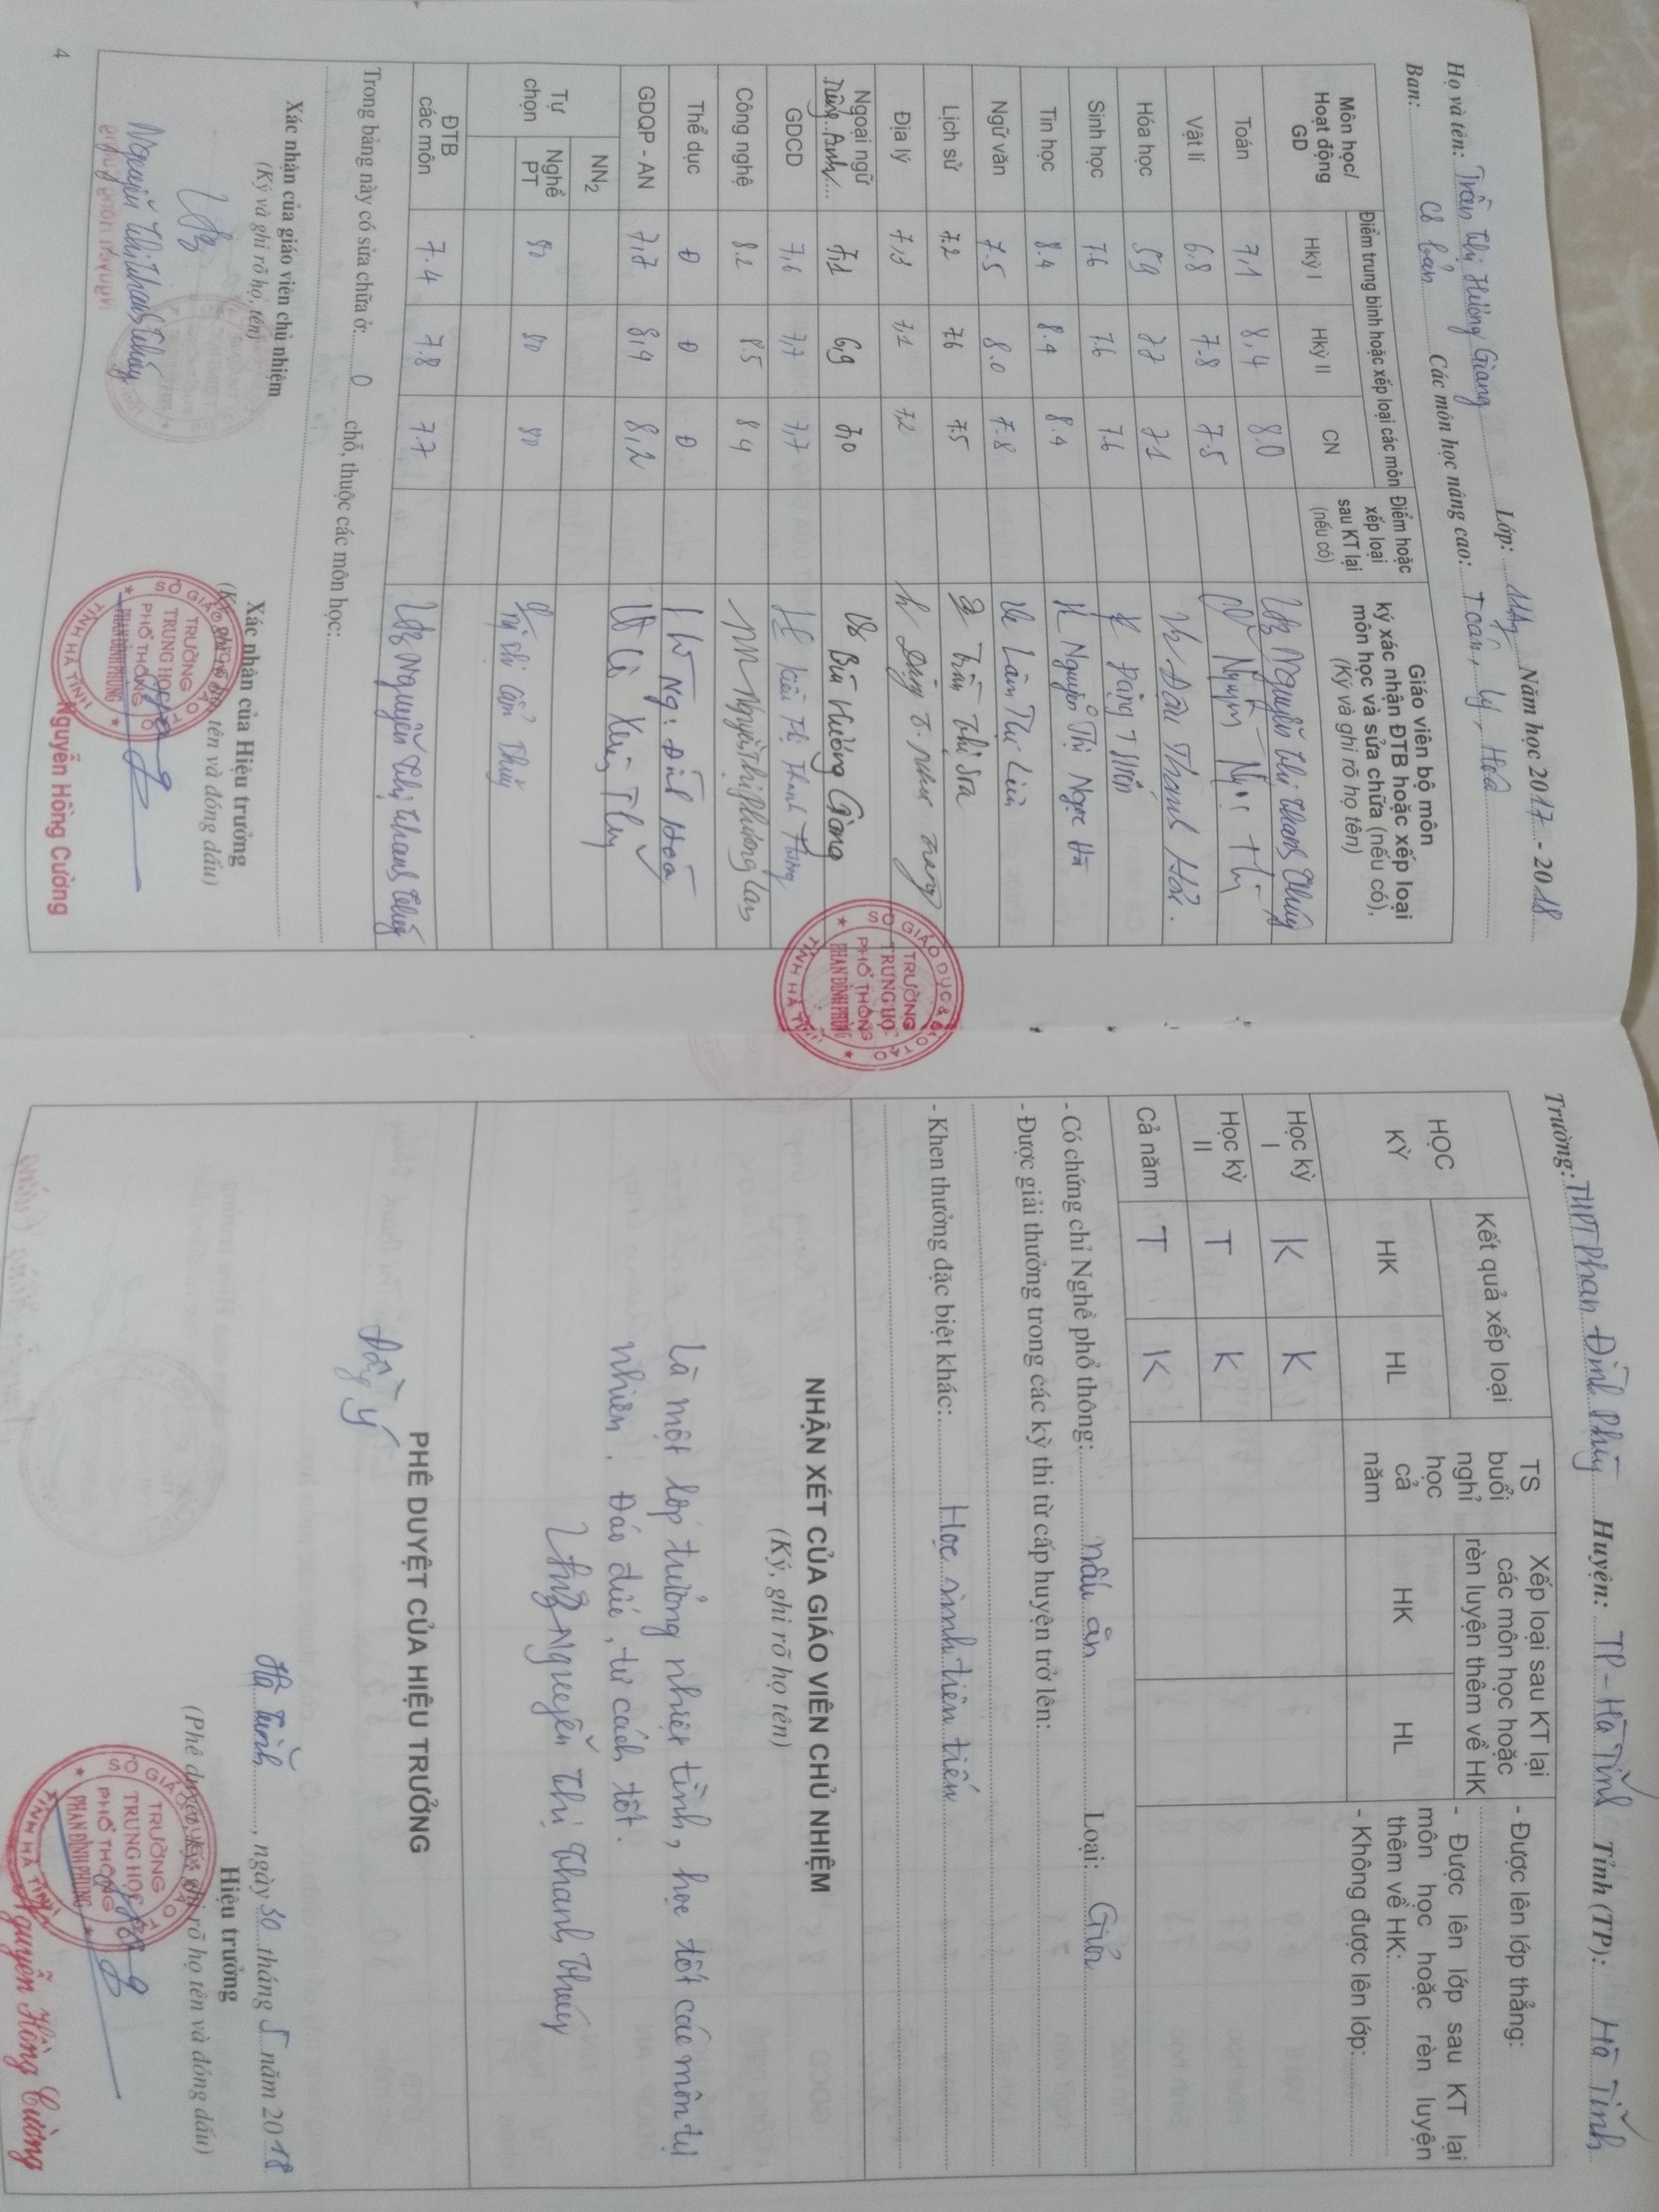 Họ và tên: Trần Thị Hương Giang Lớp: 11A4 Năm học 2017 - 2018
Ban: Cơ bản Các môn học nâng cao: Toán, Lý, Hoá
Môn học/ Hoạt động GD
Điểm trung bình hoặc xếp loại các môn
Hkỳ I Hkỳ II CN
Điểm hoặc xếp loại sau KT lại (nếu có)
Giáo viên bộ môn ký xác nhận ĐTB hoặc xếp loại môn học và sửa chữa (nếu có),
(Ký và ghi rõ họ tên)
Toán 7,1 8,4 8.0 Nguyễn Thị Thanh Thủy
Vật lí 6.8 7.8 7.5
Hóa học 5.9 7.7 7.1 Đậu Thanh Hải.
Sinh học 7.6 7.6 7.6 Đặng T Hiền
Tin học 8.4 8.4 8.4 Nguyễn Thị Ngọc Hà
Ngữ văn 7.5 8.0 7.8 Lâm Thị Liễu
Lịch sử 7.2 7.6 7.5 Trần Thị Sra
Địa lý 7,3 7,1 7,2
Ngoại ngữ
Tiếng Anh 7,1 6,9 7,0 Bùi Hương Giang
GDCD 7,6 7,7 7,7 Kiều Thị Thanh Hương
Công nghệ 8.2 8.5 8.4 Nguyễn Thị Phương Lan
Thể dục Đ Đ Đ Ng: Đình Hoà
GDQP - AN 7,7 8,4 8,2
Tự chọn
NN2
Nghề PT 8,0 8,0 8,0 Thị Cẩm Thủy
ĐTB các môn 7.4 7.8 7.7 Nguyễn Thị Thanh Thủy
Trong bảng này có sửa chữa ở: 0 chỗ, thuộc các môn học:
Xác nhận của giáo viên chủ nhiệm
(Ký và ghi rõ họ, tên)
Nguyễn Thị Thanh Thủy
Xác nhận của Hiệu trưởng
(Ký, ghi rõ họ, tên và đóng dấu)
SỞ GIÁO DỤC & ĐÀO TẠO
TRƯỜNG
TRUNG HỌC
PHỔ THÔNG
PHAN ĐÌNH PHÙNG
TỈNH HÀ TĨNH
Nguyễn Hồng Cường
4
Trường: THPT Phan Đình Phùng Huyện: TP - Hà Tĩnh Tỉnh (TP): Hà Tĩnh
HỌC KỲ
Kết quả xếp loại
HK HL
TS buổi nghỉ học cả năm
Xếp loại sau KT lại các môn học hoặc rèn luyện thêm về HK
HK HL
- Được lên lớp thẳng:
- Được lên lớp sau KT lại môn học hoặc rèn luyện thêm về HK:
- Không được lên lớp:
Học kỳ I K K
Học kỳ II T K
Cả năm T K
- Có chứng chỉ Nghề phổ thông: nấu ăn Loại: Giỏi
- Được giải thưởng trong các kỳ thi từ cấp huyện trở lên:
- Khen thưởng đặc biệt khác: Học sinh tiên tiến
NHẬN XÉT CỦA GIÁO VIÊN CHỦ NHIỆM
(Ký, ghi rõ họ tên)
Là một lớp trưởng nhiệt tình, học tốt các môn tự
nhiên. Đạo đức, tư cách tốt.
Nguyễn Thị Thanh Thủy
PHÊ DUYỆT CỦA HIỆU TRƯỞNG
Đồng ý
Hà Tĩnh, ngày 30 tháng 5 năm 2018
Hiệu trưởng
(Phê duyệt, ký, ghi rõ họ tên và đóng dấu)
SỞ GIÁO DỤC & ĐÀO TẠO
TRƯỜNG
TRUNG HỌC
PHỔ THÔNG
PHAN ĐÌNH PHÙNG
TỈNH HÀ TĨNH
Nguyễn Hồng Cường